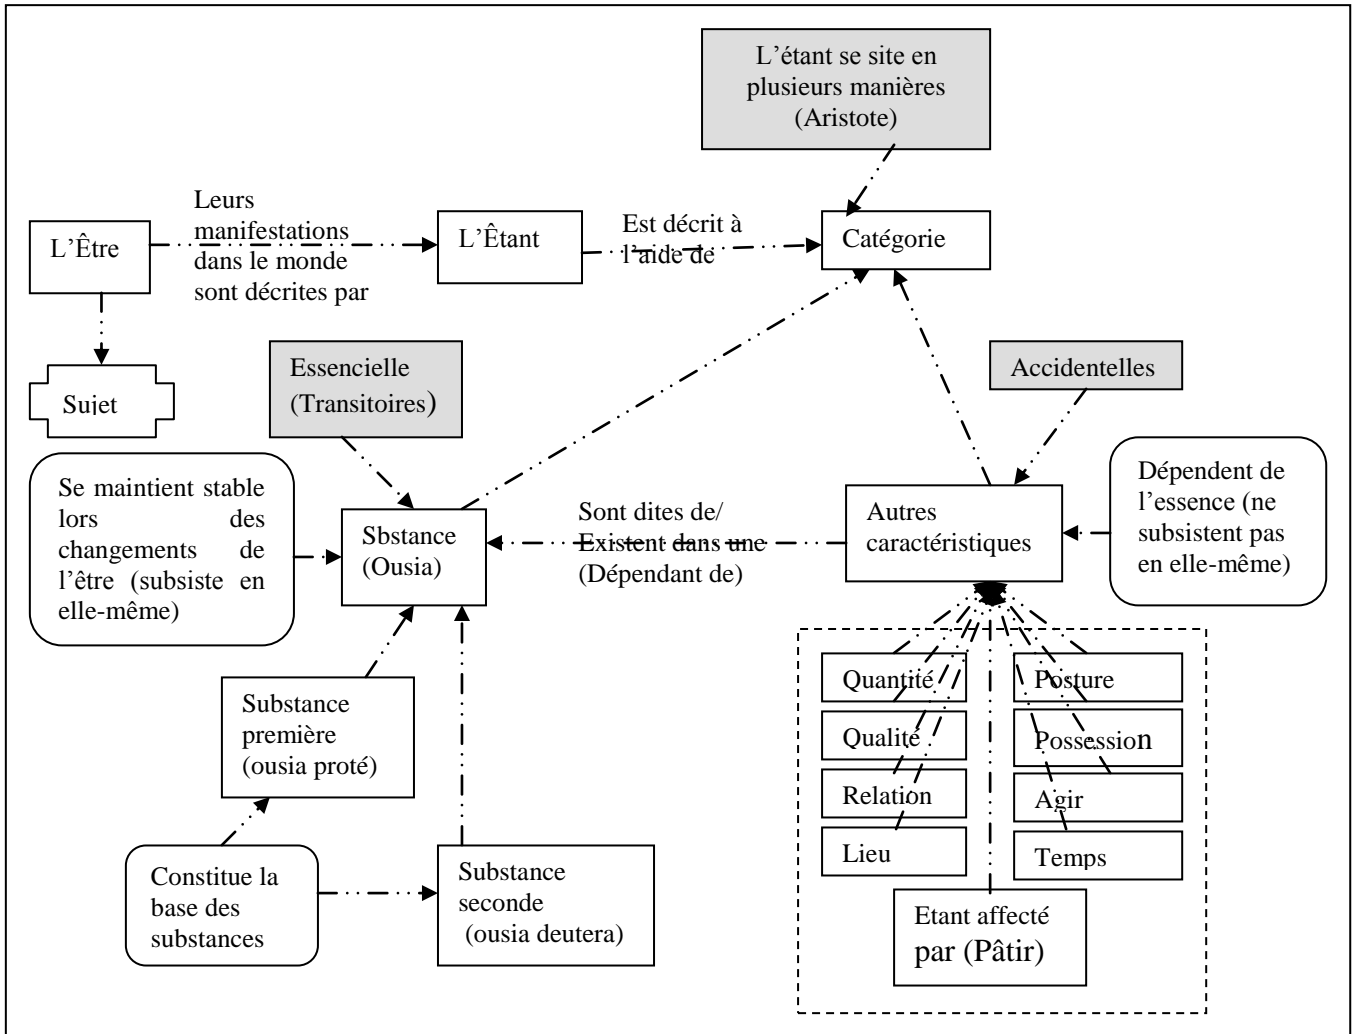 L'étant se site en
plusieurs manières
(Aristote)
L'Être
Leurs
manifestations
dans le monde
sont décrites par
L'Êtant
Est décrit à
l'aide de
Catégorie
Sujet
Essencielle
(Transitoires)
Accidentelles
Se maintient stable
lors des
changements de
l'être (subsiste en
elle-même)
Sbstance
(Ousia)
Sont dites de/
Existent dans une
(Dépendant de)
Autres
caractéristiques
Dépendent de
l'essence (ne
subsistent pas
en elle-même)
Substance
première
(ousia proté)
Constitue la
base des
substances
Substance
seconde
(ousia deutera)
Quantité
Qualité
Relation
Lieu
Posture
Possession
Agir
Temps
Etant affecté
par (Pâtir)